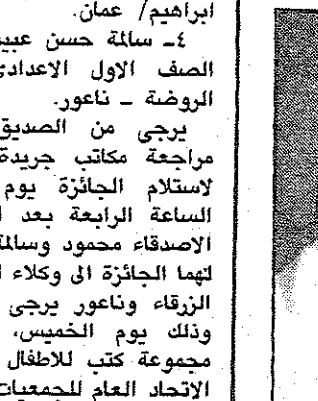 ابراهيم/ عمان.
٤ـ سالمة حسن عبيد
الصف الاول الاعدادي
الروضة ـ ناعور.
يرجى من الصديق
مراجعة مكاتب جريدة
لاستلام الجائزة يوم
الساعة الرابعة بعد
الاصدقاء محمود وسالمة
لهما الجائزة الى وكلاء
الزرقاء وناعور يرجى
وذلك يوم الخميس،
مجموعة كتب للاطفال
الاتحاد العام للجمعيات